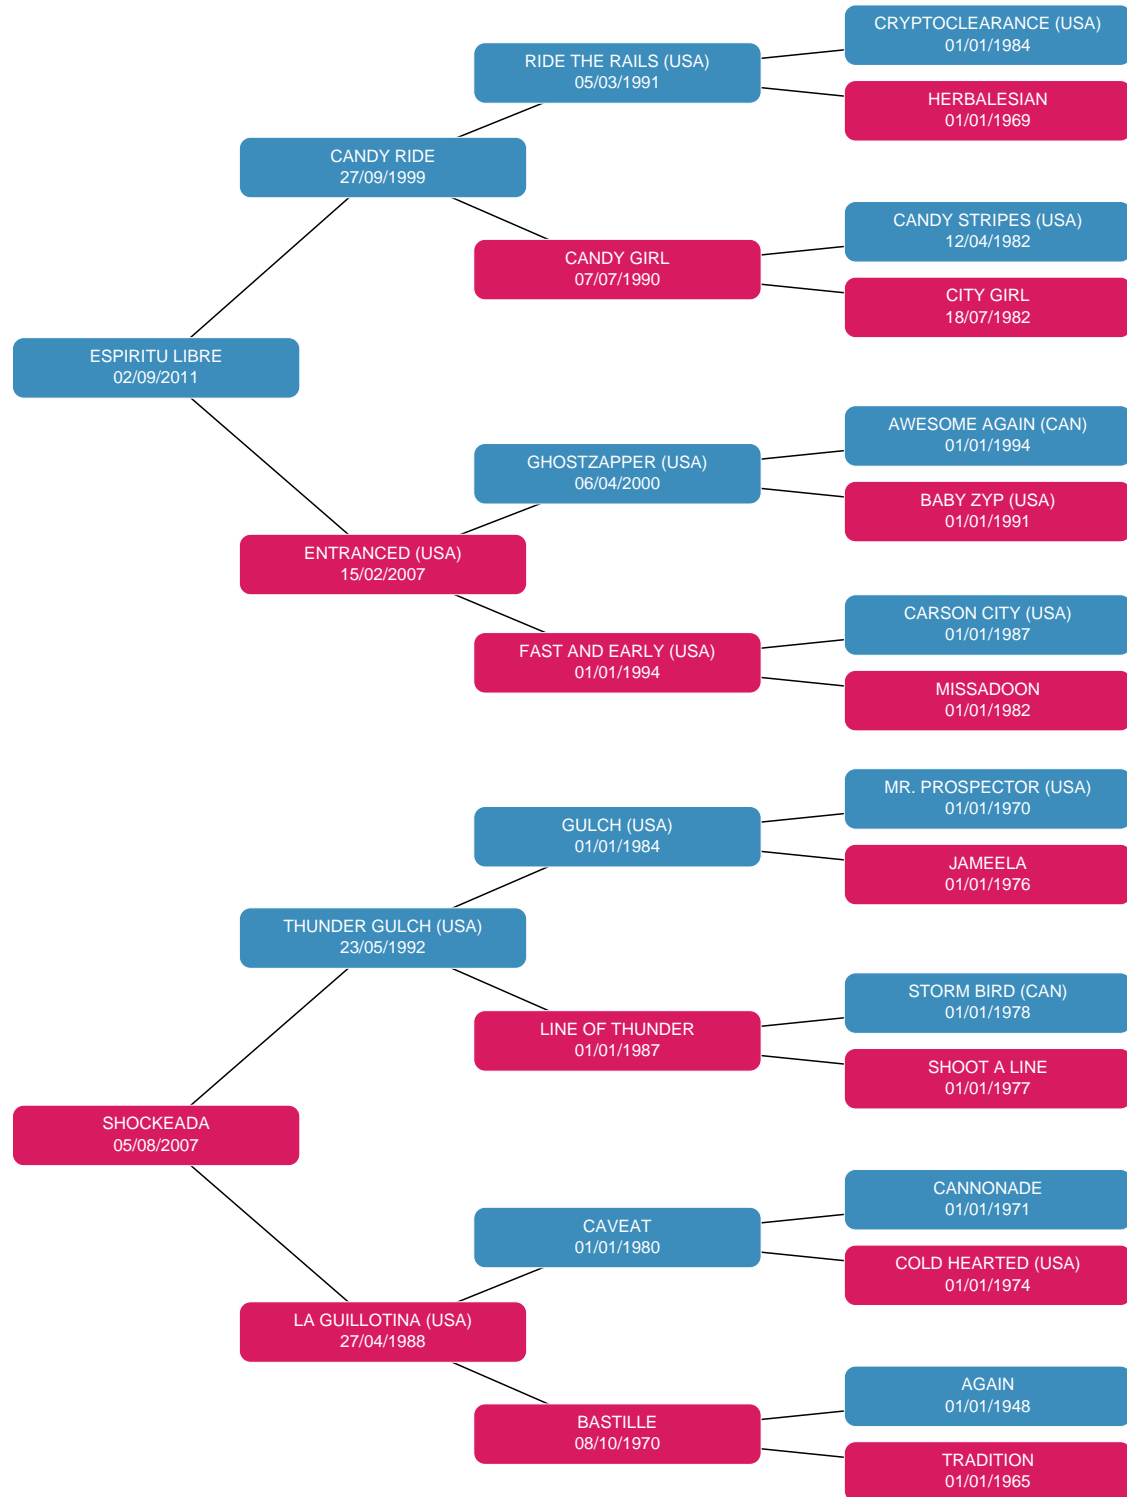 CRYPTOCLEARANCE (USA)
01/01/1984
RIDE THE RAILS (USA)
05/03/1991
HERBALESIAN
01/01/1969
CANDY RIDE
27/09/1999
CANDY STRIPES (USA)
12/04/1982
CANDY GIRL
07/07/1990
CITY GIRL
18/07/1982
ESPIRITU LIBRE
02/09/2011
AWESOME AGAIN (CAN)
01/01/1994
GHOSTZAPPER (USA)
06/04/2000
BABY ZYP (USA)
01/01/1991
ENTRANCED (USA)
15/02/2007
CARSON CITY (USA)
01/01/1987
FAST AND EARLY (USA)
01/01/1994
MISSADOON
01/01/1982
MR. PROSPECTOR (USA)
01/01/1970
GULCH (USA)
01/01/1984
JAMEELA
01/01/1976
THUNDER GULCH (USA)
23/05/1992
STORM BIRD (CAN)
01/01/1978
LINE OF THUNDER
01/01/1987
SHOOT A LINE
01/01/1977
SHOCKEADA
05/08/2007
CANNONADE
01/01/1971
CAVEAT
01/01/1980
COLD HEARTED (USA)
01/01/1974
LA GUILLOTINA (USA)
27/04/1988
AGAIN
01/01/1948
BASTILLE
08/10/1970
TRADITION
01/01/1965